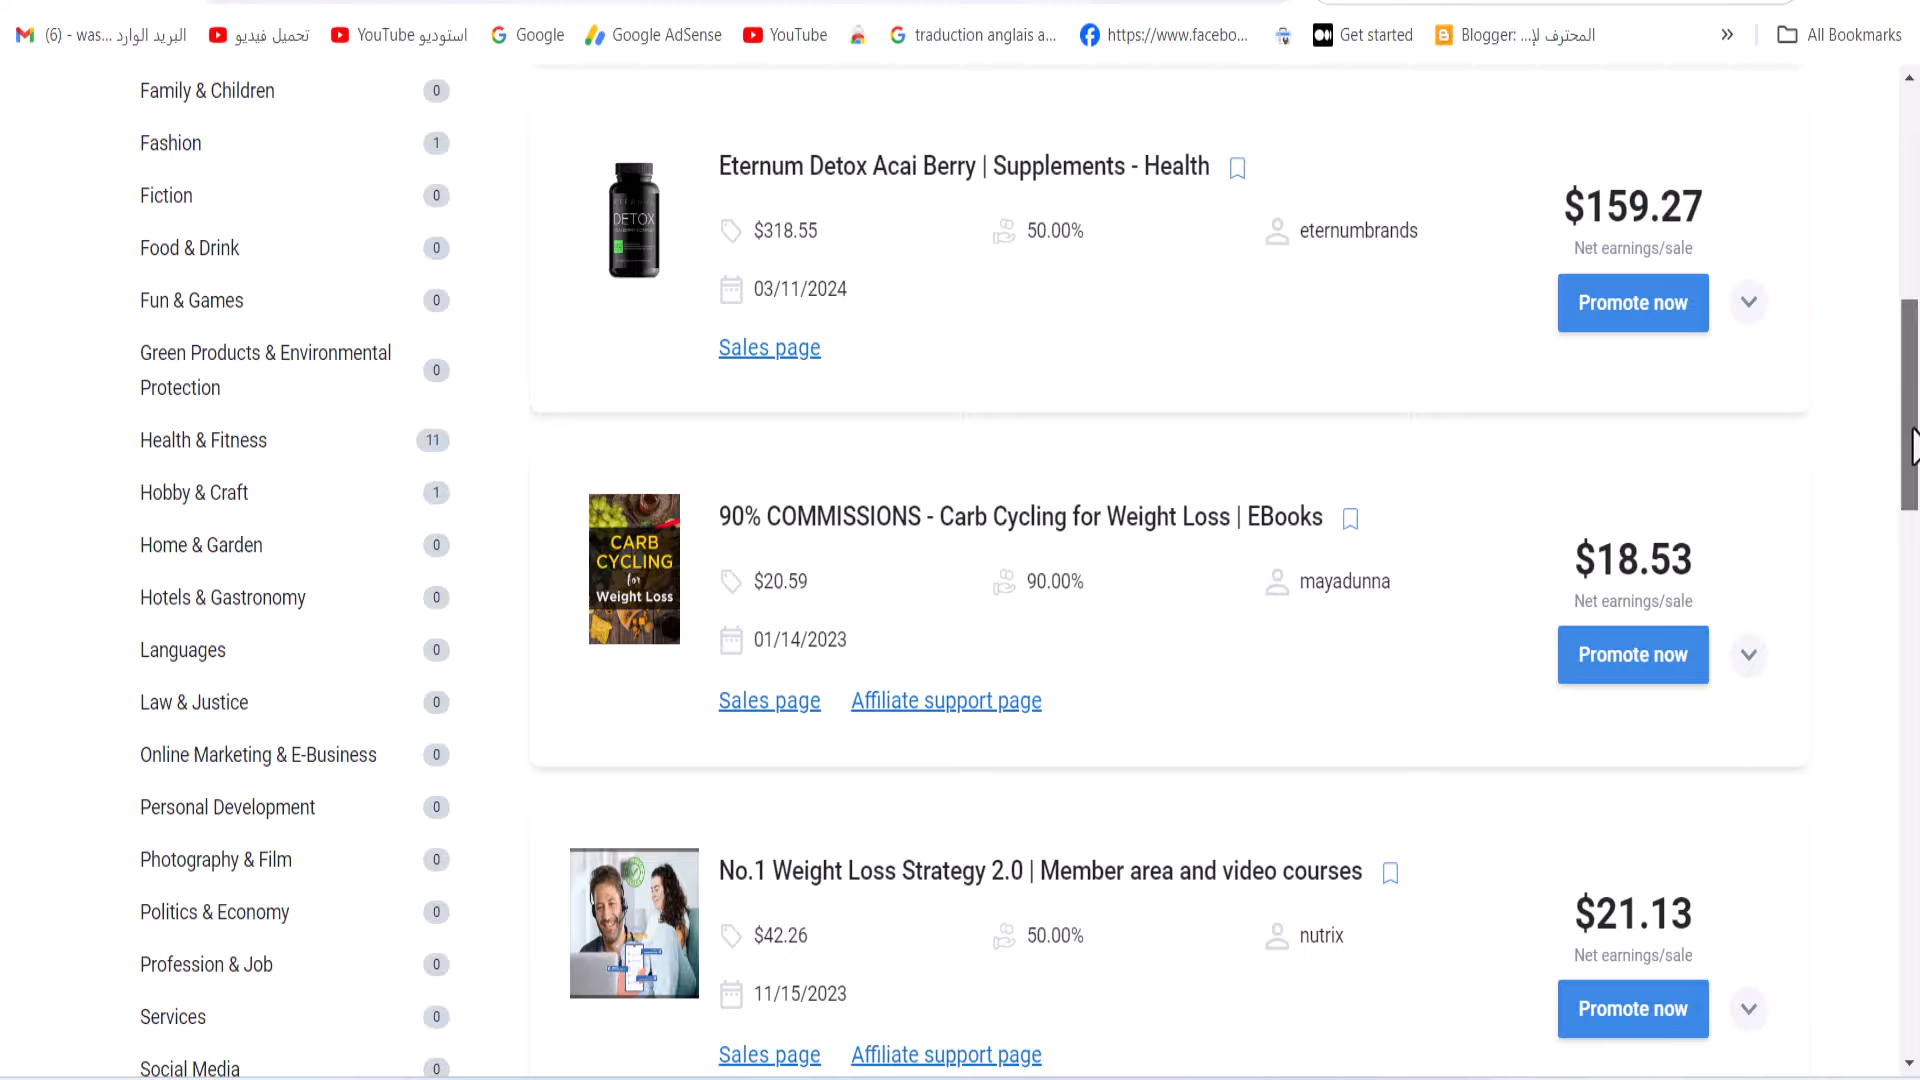 (6) - was... البريد الوارد
تحميل فيديو
استوديو YouTube
Google
Google AdSense
YouTube
traduction anglais a...
https://www.facebo...
Get started
Blogger: ...المحترف لإ
»
All Bookmarks
Family & Children 0
Fashion 1
Fiction 0
Food & Drink 0
Fun & Games 0
Green Products & Environmental
Protection 0
Health & Fitness 11
Hobby & Craft 1
Home & Garden 0
Hotels & Gastronomy 0
Languages 0
Law & Justice 0
Online Marketing & E-Business 0
Personal Development 0
Photography & Film 0
Politics & Economy 0
Profession & Job 0
Services 0
Social Media 0
DETOX
Eternum Detox Acai Berry | Supplements - Health
$318.55 50.00% eternumbrands
03/11/2024
Sales page
$159.27
Net earnings/sale
Promote now
CARB
CYCLING
for
Weight Loss
90% COMMISSIONS - Carb Cycling for Weight Loss | EBooks
$20.59 90.00% mayadunna
01/14/2023
Sales page Affiliate support page
$18.53
Net earnings/sale
Promote now
No.1 Weight Loss Strategy 2.0 | Member area and video courses
$42.26 50.00% nutrix
11/15/2023
Sales page Affiliate support page
$21.13
Net earnings/sale
Promote now